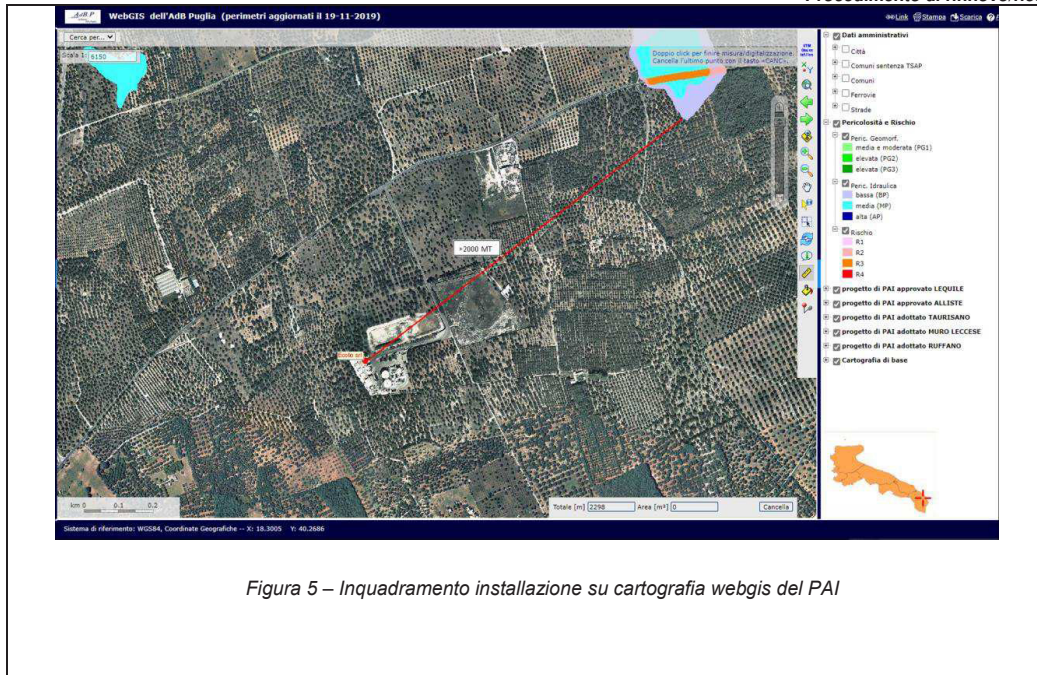 WebGIS dell'AdB Puglia (perimetri aggiornati il 19-11-2019)
Link Stampa Scarica
Cerca per...
Scala 1: 6150
Doppio click per finire misura/digitalizzazione.
Cancella l'ultimo punto con il tasto «CANC».
Dati amministrativi
Città
Comuni sentenza TSAP
Comuni
Ferrovie
Strade
Pericolosità e Rischio
Peric. Geomorf.
media e moderata (PG1)
elevata (PG2)
elevata (PG3)
Peric. Idraulica
bassa (BP)
media (MP)
alta (AP)
Rischio
R1
R2
R3
R4
progetto di PAI approvato LEQUILE
progetto di PAI approvato ALLISTE
progetto di PAI adottato TAURISANO
progetto di PAI adottato MURO LECCESE
progetto di PAI adottato RUFFANO
Cartografia di base
+2000 MT
km 0 0.1 0.2
Totale [m] 2298 Area [m²] 0 Cancella
Sistema di riferimento: WGS84, Coordinate Geografiche -- X: 18.3005 Y: 40.2686
Figura 5 – Inquadramento installazione su cartografia webgis del PAI